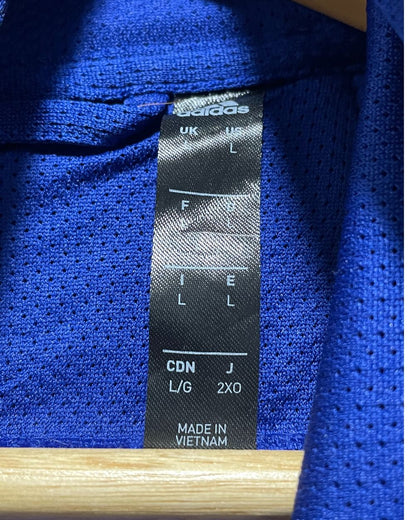 adidas
UK US
L
F D
I E
L L
CDN J
L/G 2XO
MADE IN
VIETNAM